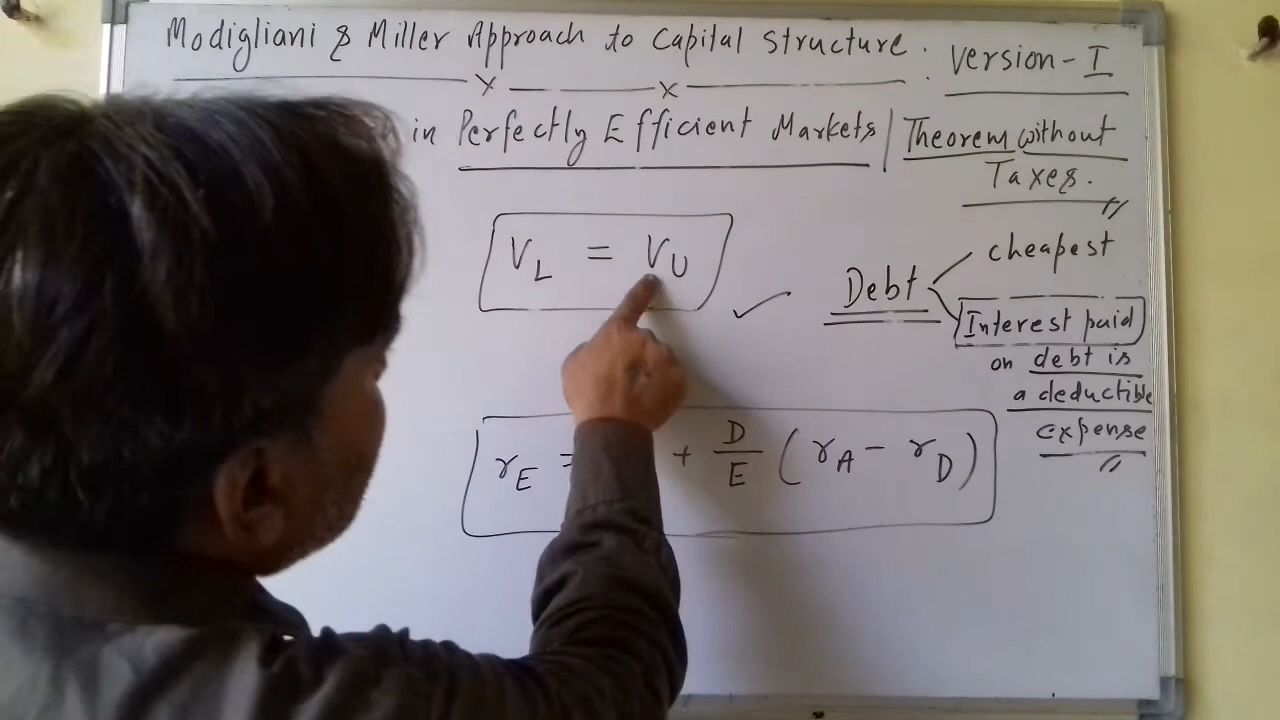 Modigliani & Miller Approach to Capital Structure. Version-I
in Perfectly Efficient Markets | Theorem without
Taxes.
V_L = V_U
Debt
cheapest
Interest paid
on debt is
a deductible
expense
r_E = + D/E (r_A - r_D)